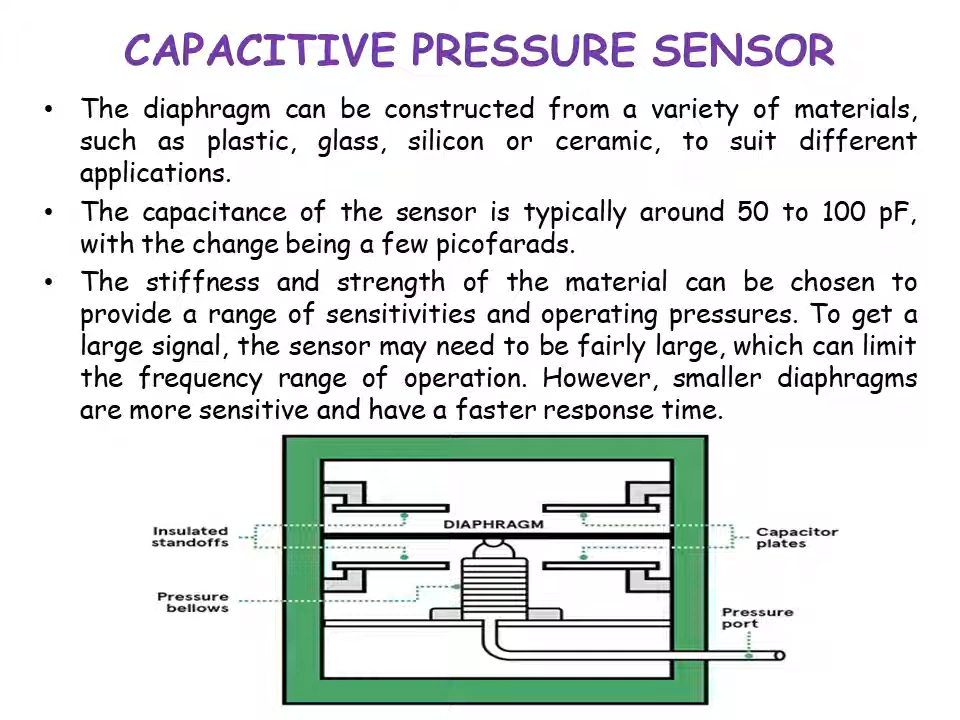 CAPACITIVE PRESSURE SENSOR
• The diaphragm can be constructed from a variety of materials,
such as plastic, glass, silicon or ceramic, to suit different
applications.
• The capacitance of the sensor is typically around 50 to 100 pF,
with the change being a few picofarads.
• The stiffness and strength of the material can be chosen to
provide a range of sensitivities and operating pressures. To get a
large signal, the sensor may need to be fairly large, which can limit
the frequency range of operation. However, smaller diaphragms
are more sensitive and have a faster response time.
DIAPHRAGM
Insulated
standoffs
Capacitor
plates
Pressure
bellows
Pressure
port